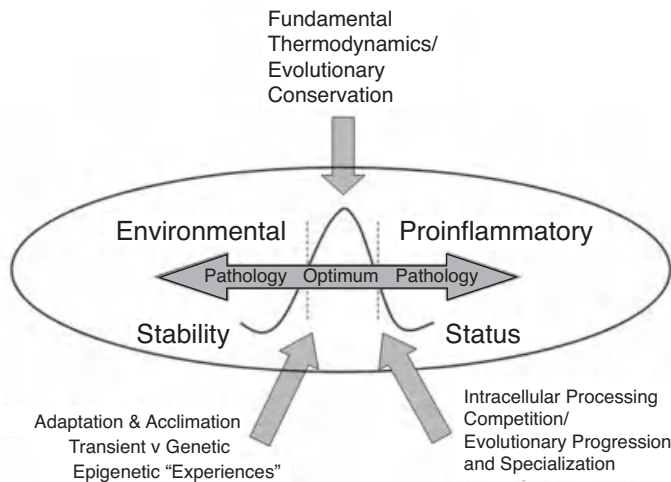 Fundamental
Thermodynamics/
Evolutionary
Conservation
Environmental
Proinflammatory
Pathology Optimum Pathology
Stability
Status
Adaptation & Acclimation
Transient v Genetic
Epigenetic “Experiences”
Intracellular Processing
Competition/
Evolutionary Progression
and Specialization